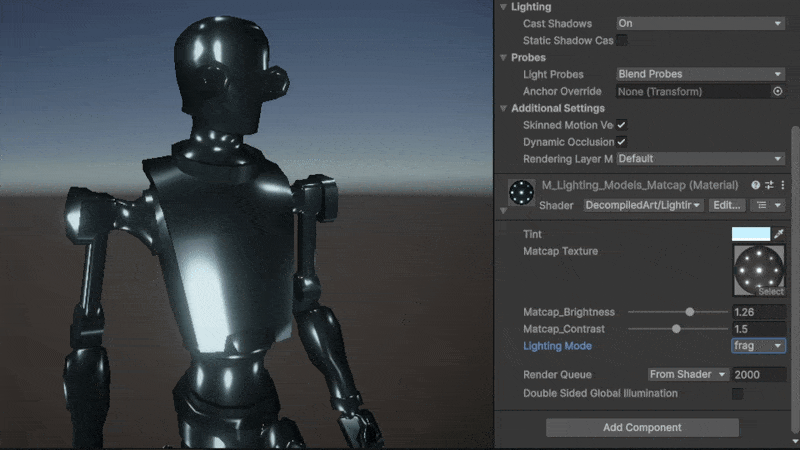 Lighting
Cast Shadows On
Static Shadow Cas
Probes
Light Probes Blend Probes
Anchor Override None (Transform)
Additional Settings
Skinned Motion Ve
Dynamic Occlusion
Rendering Layer M Default
M_Lighting_Models_Matcap (Material)
Shader DecompiledArt/Lightir Edit...
Tint
Matcap Texture
Select
Matcap_Brightness 1.26
Matcap_Contrast 1.5
Lighting Mode frag
Render Queue From Shader 2000
Double Sided Global Illumination
Add Component